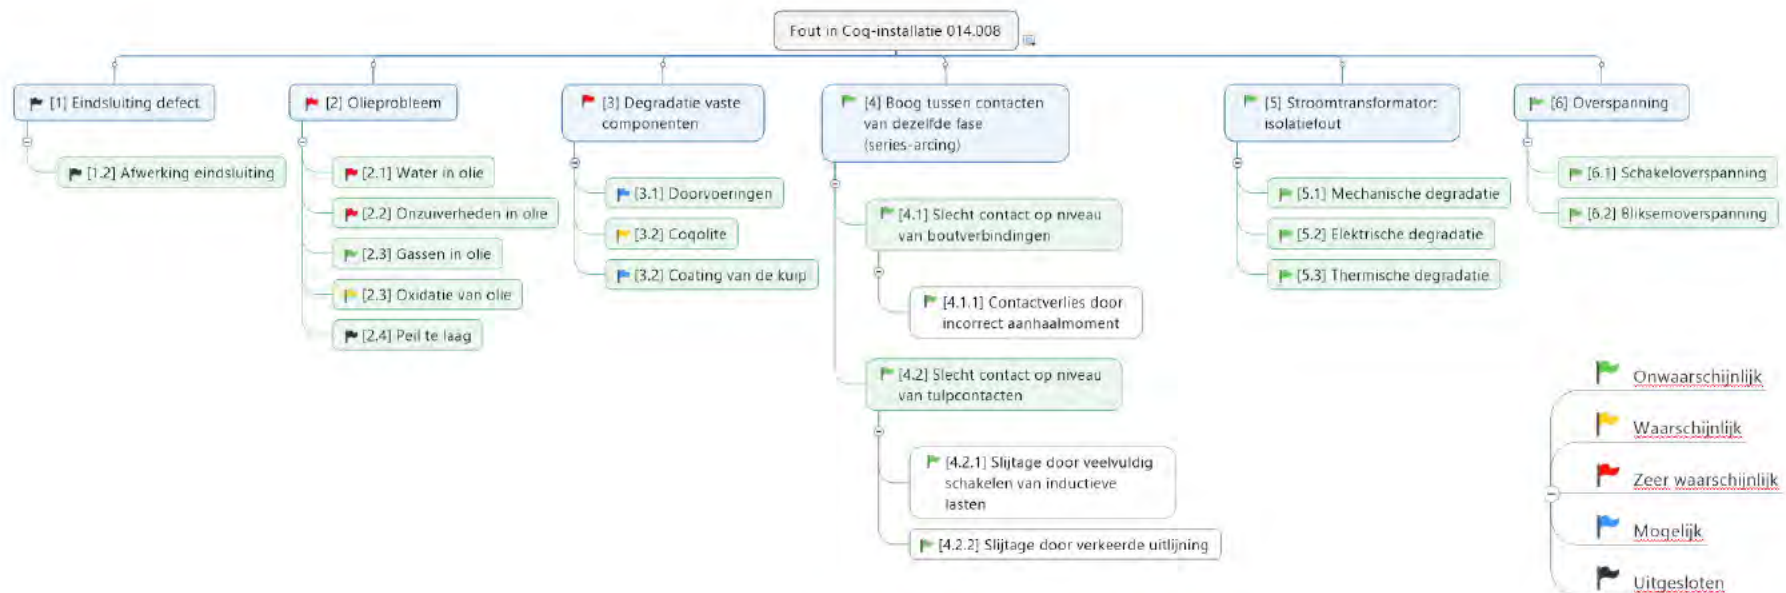 Fout in Coq-installatie 014.008
[1] Eindsluiting defect
[1.2] Afwerking eindsluiting
[2] Olieprobleem
[2.1] Water in olie
[2.2] Onzuiverheden in olie
[2.3] Gassen in olie
[2.3] Oxidatie van olie
[2.4] Peil te laag
[3] Degradatie vaste
componenten
[3.1] Doorvoeringen
[3.2] Coqolite
[3.2] Coating van de kuip
[4] Boog tussen contacten
van dezelfde fase
(series-arcing)
[4.1] Slecht contact op niveau
van boutverbindingen
[4.1.1] Contactverlies door
incorrect aanhaalmoment
[4.2] Slecht contact op niveau
van tulpcontacten
[4.2.1] Slijtage door veelvuldig
schakelen van inductieve
lasten
[4.2.2] Slijtage door verkeerde uitlijning
[5] Stroomtransformator:
isolatiefout
[5.1] Mechanische degradatie
[5.2] Elektrische degradatie
[5.3] Thermische degradatie
[6] Overspanning
[6.1] Schakeloverspanning
[6.2] Bliksemoverspanning
Onwaarschijnlijk
Waarschijnlijk
Zeer waarschijnlijk
Mogelijk
Uitgesloten